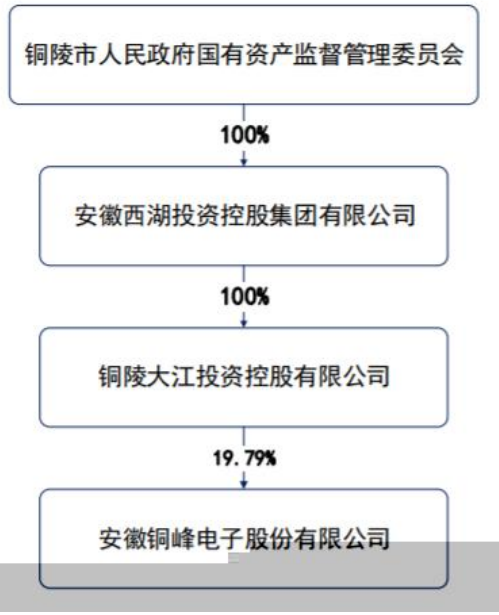 铜陵市人民政府国有资产监督管理委员会
100%
安徽西湖投资控股集团有限公司
100%
铜陵大江投资控股有限公司
19.79%
安徽铜峰电子股份有限公司